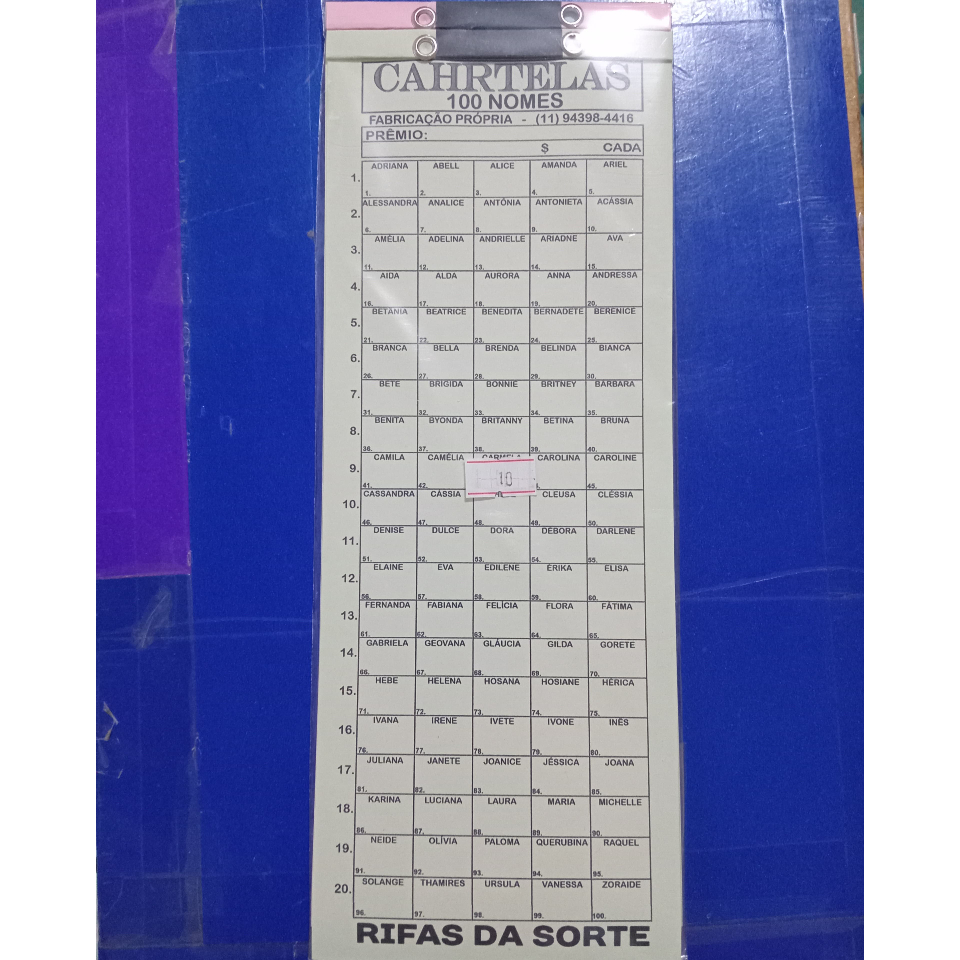 CAHRTELAS
100 NOMES
FABRICAÇÃO PRÓPRIA - (11) 94398-4416
PRÊMIO:
$ CADA
ADRIANA ABELL ALICE AMANDA ARIEL
1.
1. 2. 3. 4. 5.
ALESSANDRA ANALICE ANTÔNIA ANTONIETA ACÁSSIA
2.
6. 7. 8. 9. 10.
AMÉLIA ADELINA ANDRIELLE ARIADNE AVA
3.
11. 12. 13. 14. 15.
AIDA ALDA AURORA ANNA ANDRESSA
4.
16. 17. 18. 19. 20.
BETANIA BEATRICE BENEDITA BERNADETE BERENICE
5.
21. 22. 23. 24. 25.
BRANCA BELLA BRENDA BELINDA BIANCA
6.
26. 27. 28. 29. 30.
BETE BRIGIDA BONNIE BRITNEY BARBARA
7.
31. 32. 33. 34. 35.
BENITA BYONDA BRITANNY BETINA BRUNA
8.
36. 37. 38. 39. 40.
CAMILA CAMÉLIA CARMELA CAROLINA CAROLINE
9.
10
41. 42. 45.
CASSANDRA CÁSSIA CLEUSA CLÉSSIA
10.
46. 47. 48. 49. 50.
DENISE DULCE DORA DÉBORA DARLENE
11.
51. 52. 53. 54. 55.
ELAINE EVA EDILENE ÉRIKA ELISA
12.
56. 57. 58. 59. 60.
FERNANDA FABIANA FELÍCIA FLORA FÁTIMA
13.
61. 62. 63. 64. 65.
GABRIELA GEOVANA GLÁUCIA GILDA GORETE
14.
66. 67. 68. 69. 70.
HEBE HELENA HOSANA HOSIANE HÉRICA
15.
71. 72. 73. 74. 75.
IVANA IRENE IVETE IVONE INÊS
16.
76. 77. 78. 79. 80.
JULIANA JANETE JOANICE JÉSSICA JOANA
17.
81. 82. 83. 84. 85.
KARINA LUCIANA LAURA MARIA MICHELLE
18.
86. 87. 88. 89. 90.
NEIDE OLÍVIA PALOMA QUERUBINA RAQUEL
19.
91. 92. 93. 94. 95.
SOLANGE THAMIRES URSULA VANESSA ZORAIDE
20.
96. 97. 98. 99. 100.
RIFAS DA SORTE